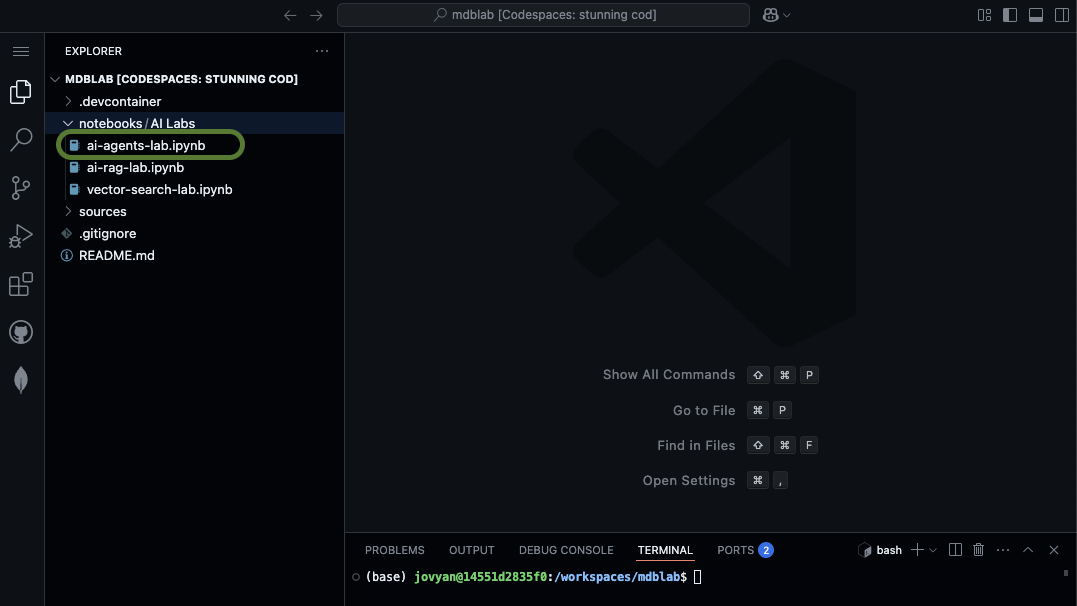 mdblab [Codespaces: stunning cod]
EXPLORER
MDBLAB [CODESPACES: STUNNING COD]
.devcontainer
notebooks / AI Labs
ai-agents-lab.ipynb
ai-rag-lab.ipynb
vector-search-lab.ipynb
sources
.gitignore
README.md
Show All Commands ⇧ ⌘ P
Go to File ⌘ P
Find in Files ⇧ ⌘ F
Open Settings ⌘ ,
PROBLEMS OUTPUT DEBUG CONSOLE TERMINAL PORTS 2 bash
(base) jovyan@14551d2835f0:/workspaces/mdblab$